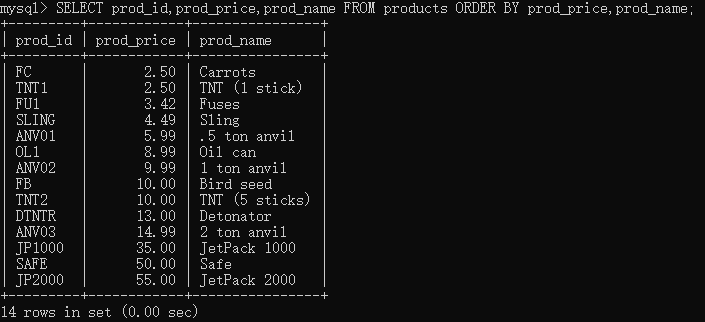 mysql> SELECT prod_id,prod_price,prod_name FROM products ORDER BY prod_price,prod_name;
+---------+------------+----------------+
| prod_id | prod_price | prod_name      |
+---------+------------+----------------+
| FC      |       2.50 | Carrots        |
| TNT1    |       2.50 | TNT (1 stick)  |
| FU1     |       3.42 | Fuses          |
| SLING   |       4.49 | Sling          |
| ANV01   |       5.99 | .5 ton anvil   |
| OL1     |       8.99 | Oil can        |
| ANV02   |       9.99 | 1 ton anvil    |
| FB      |      10.00 | Bird seed      |
| TNT2    |      10.00 | TNT (5 sticks) |
| DTNTR   |      13.00 | Detonator      |
| ANV03   |      14.99 | 2 ton anvil    |
| JP1000  |      35.00 | JetPack 1000   |
| SAFE    |      50.00 | Safe           |
| JP2000  |      55.00 | JetPack 2000   |
+---------+------------+----------------+
14 rows in set (0.00 sec)